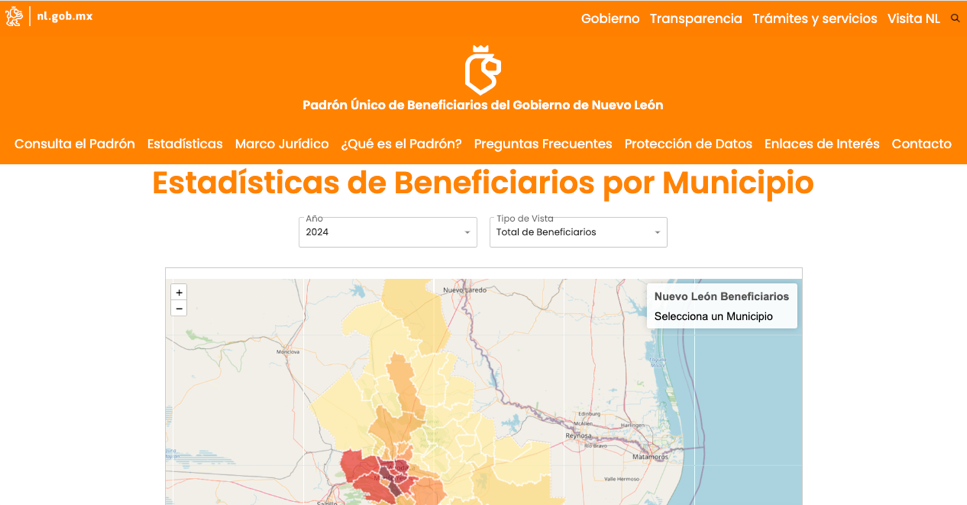 nl.gob.mx
Gobierno Transparencia Trámites y servicios Visita NL
Padrón Único de Beneficiarios del Gobierno de Nuevo León
Consulta el Padrón Estadísticas Marco Jurídico ¿Qué es el Padrón? Preguntas Frecuentes Protección de Datos Enlaces de Interés Contacto
Estadísticas de Beneficiarios por Municipio
Año
2024
Tipo de Vista
Total de Beneficiarios
+
−
Nuevo León Beneficiarios
Selecciona un Municipio
Nuevo Laredo
Monclova
Edinburg
McAllen
Harlingen
Reynosa
Río Bravo
Matamoros
Valle Hermoso
Saltillo